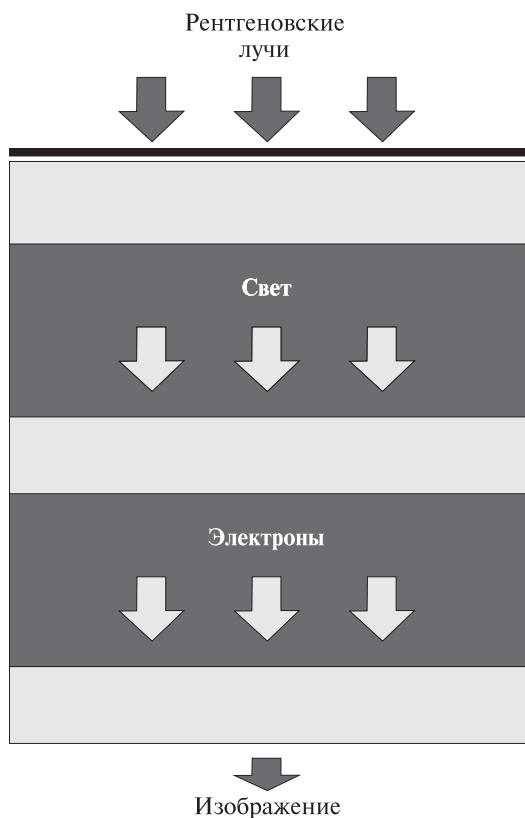 Рентгеновские
лучи
Свет
Электроны
Изображение